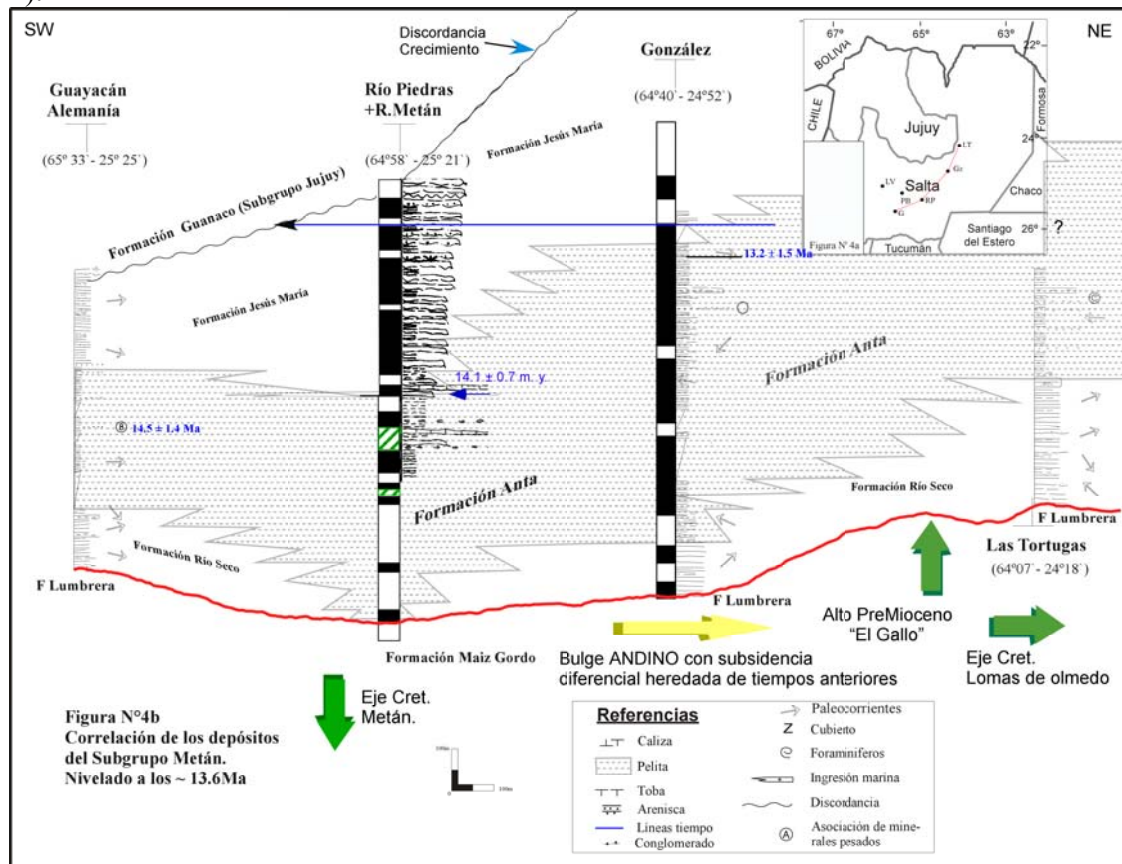 ).
SW
Discordancia
Crecimiento
NE
Guayacán
Alemanía
(65º 33` - 25º 25`)
Río Piedras
+R.Metán
(64º58` - 25º 21`)
González
(64º40` - 24º52`)
Formación Jesús María
Formación Guanaco (Subgrupo Jujuy)
Formación Jesús María
67º
65º
63º
22º
BOLIVIA
CHILE
Jujuy
Formosa
24º
LT
Gz
LV
Salta
PB
RP
G
Chaco
Santiago
del Estero
26º
Tucumán
Figura Nº 4a
?
13.2 ± 1.5 Ma
©
Formación Anta
14.1 ± 0.7 m. y.
B
14.5 ± 1.4 Ma
Formación Anta
Formación Río Seco
Formación Río Seco
F Lumbrera
F Lumbrera
F Lumbrera
Las Tortugas
(64º07` - 24º18`)
Formación Maiz Gordo
Alto PreMioceno
“El Gallo”
Bulge ANDINO con subsidencia
diferencial heredada de tiempos anteriores
Eje Cret.
Lomas de olmedo
Eje Cret.
Metán.
Figura N°4b
Correlación de los depósitos
del Subgrupo Metán.
Nivelado a los ~ 13.6Ma
0
Referencias
Caliza
Pelita
Toba
Arenisca
Líneas tiempo
Conglomerado
Paleocorrientes
Z Cubierto
Foraminiferos
Ingresión marina
Discordancia
A Asociación de mine-
rales pesados